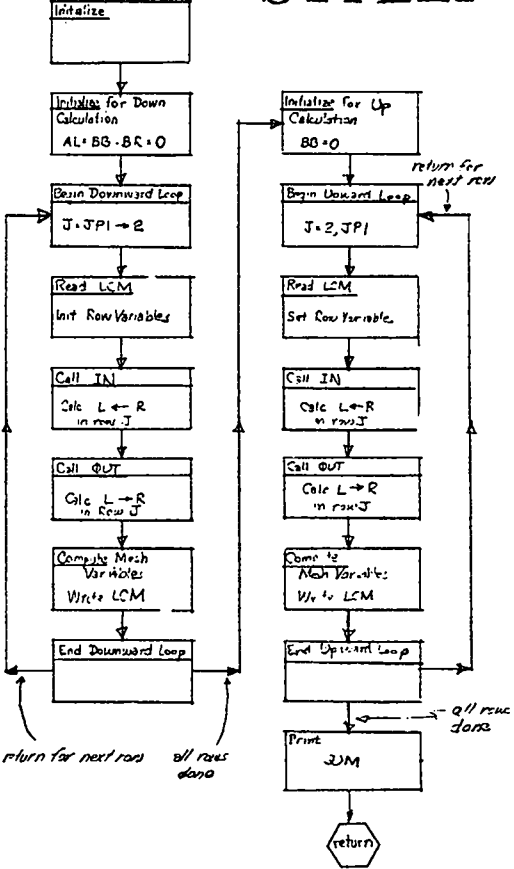 Initialize
Initialize for Down
Calculation
AL = BB = BR = 0
Begin Downward Loop
J = JP1 → 2
Read LCM
Init Row Variables
Call IN
Calc L ← R
in row J
Call OUT
Calc L → R
in Row J
Compute Mesh
Variables
Write LCM
End Downward Loop
return for next row
all rows
done
Initialize for Up
Calculation
BB = 0
return for
next row
Begin Upward Loop
J = 2, JP1
Read LCM
Set Row Variables
Call IN
Calc L ← R
in row J
Call OUT
Calc L → R
in row J
Compute
Mesh Variables
Write LCM
End Upward Loop
all rows
done
Print
return